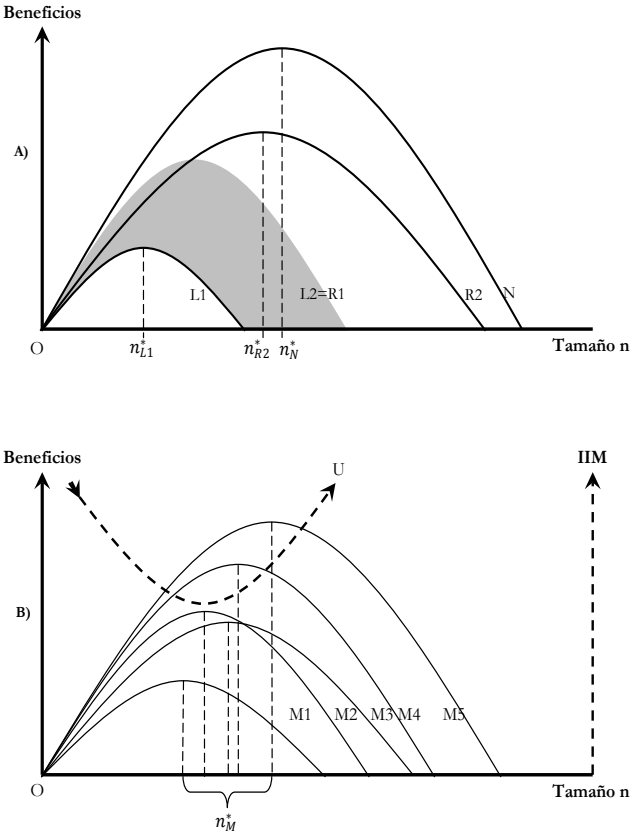 Beneficios
A)
L1 L2=R1 R2 N
O n*L1 n*R2 n*N Tamaño n
Beneficios IIM
U
B)
M1 M2 M3 M4 M5
O Tamaño n
n*M